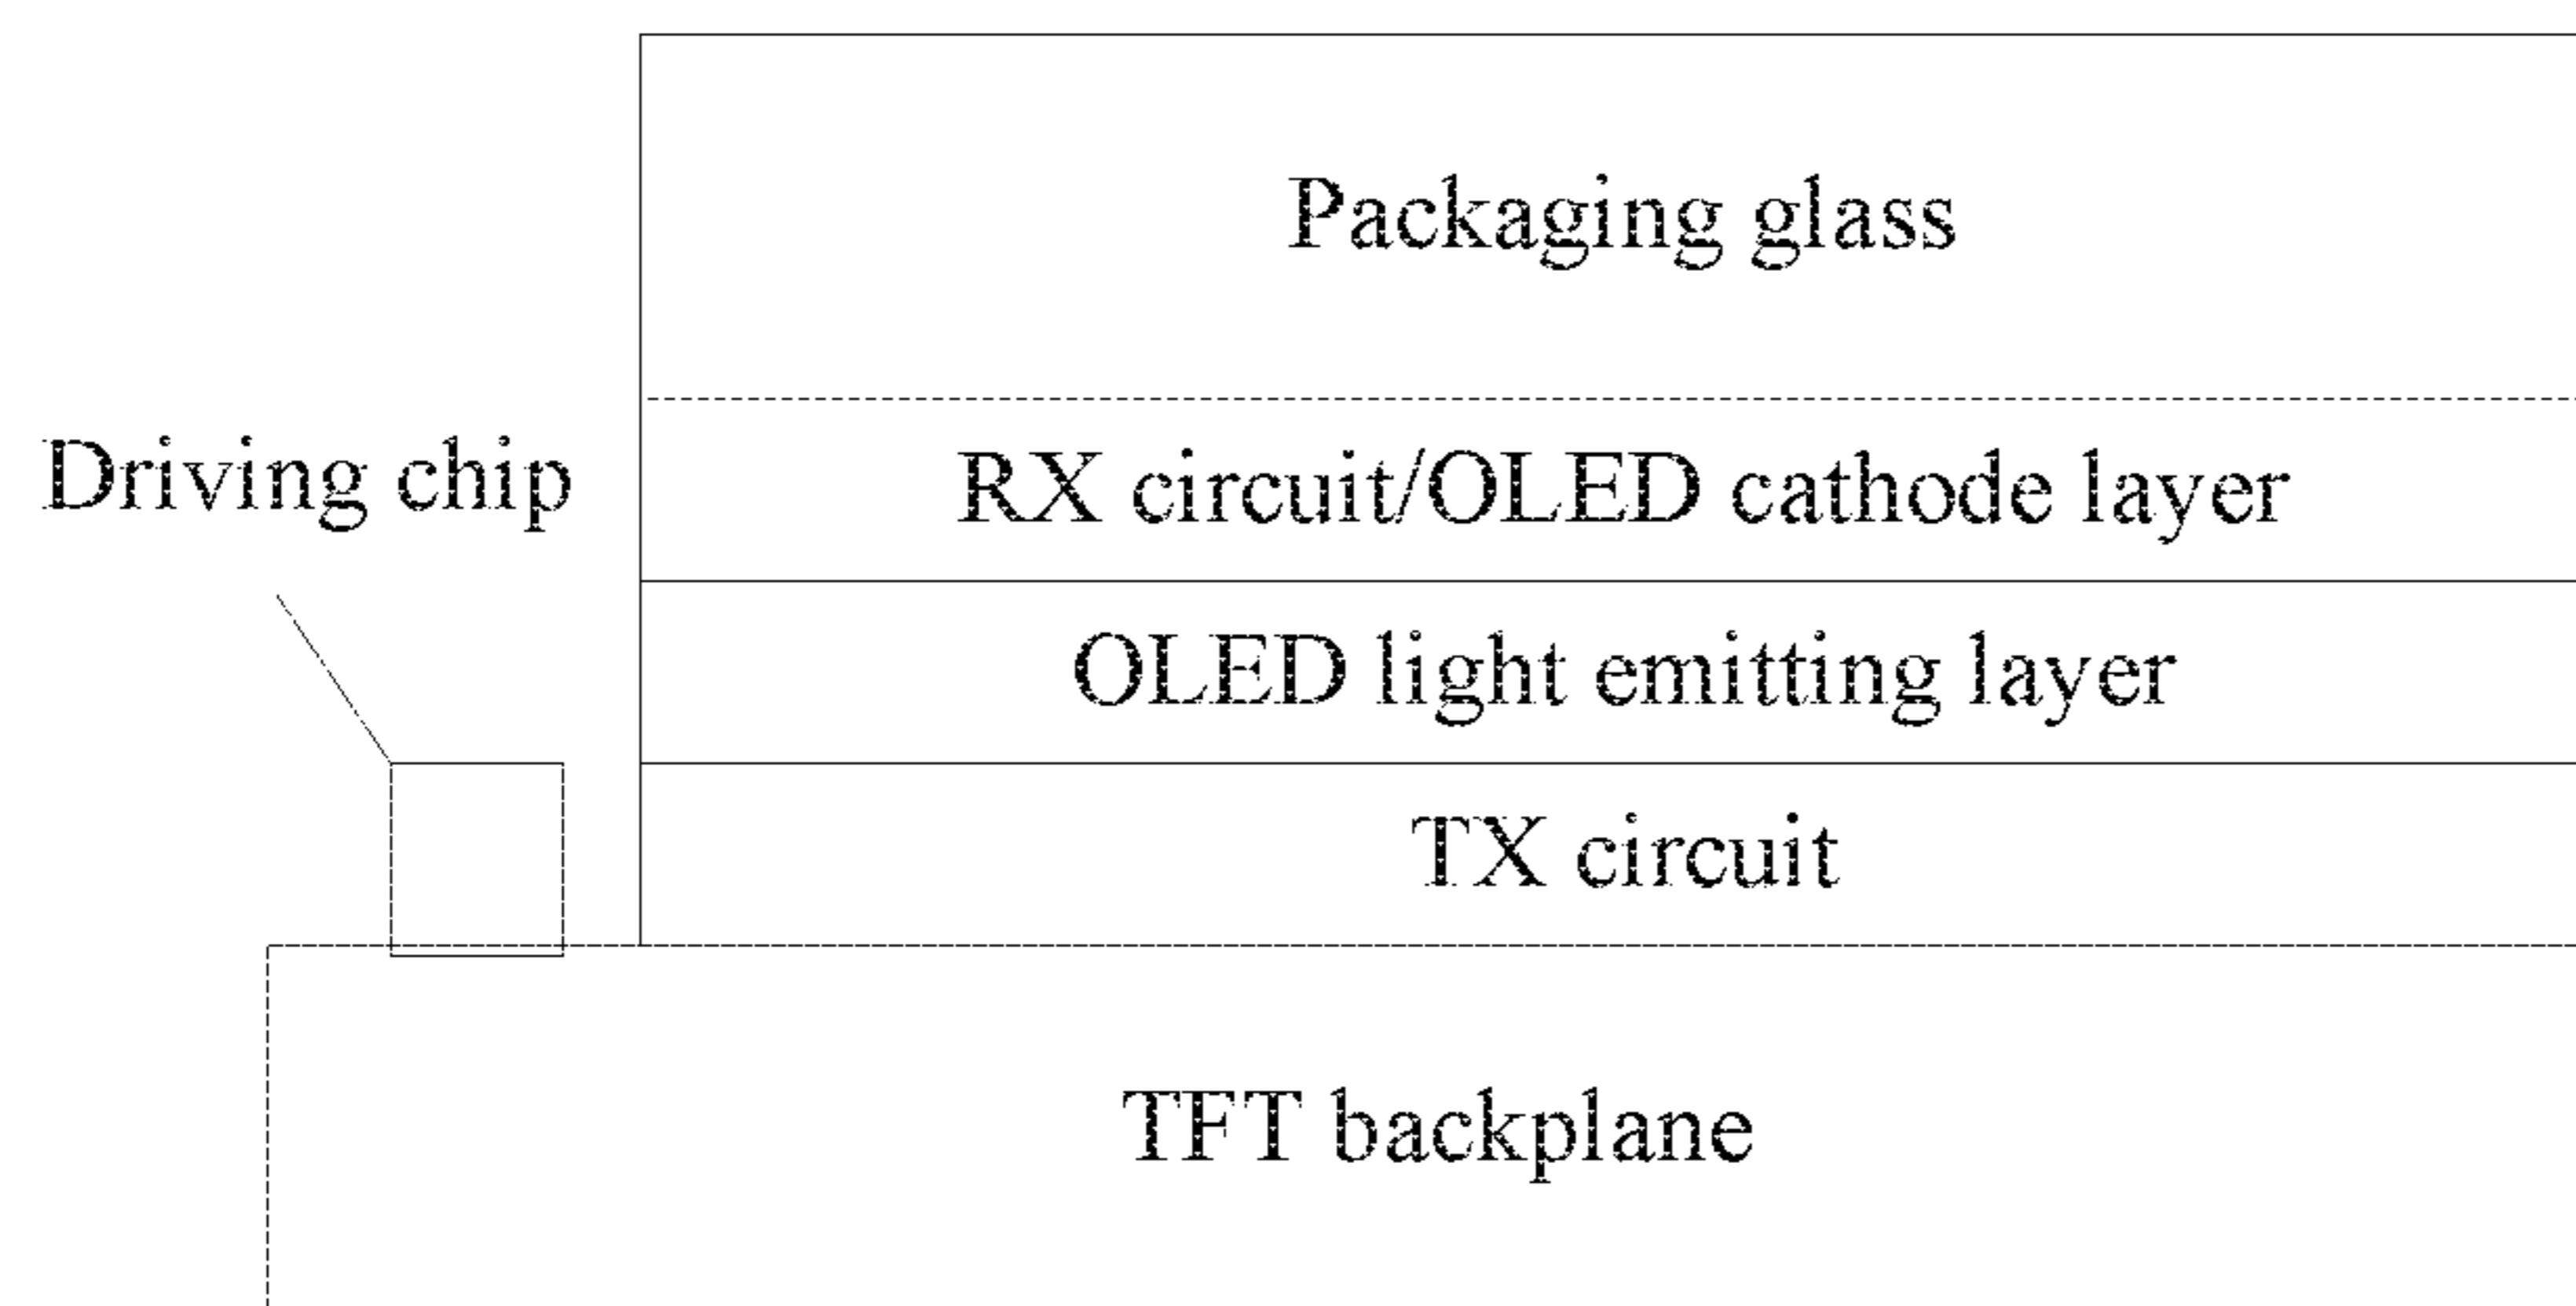 Packaging glass
Driving chip
RX circuit/OLED cathode layer
OLED light emitting layer
TX circuit
TFT backplane